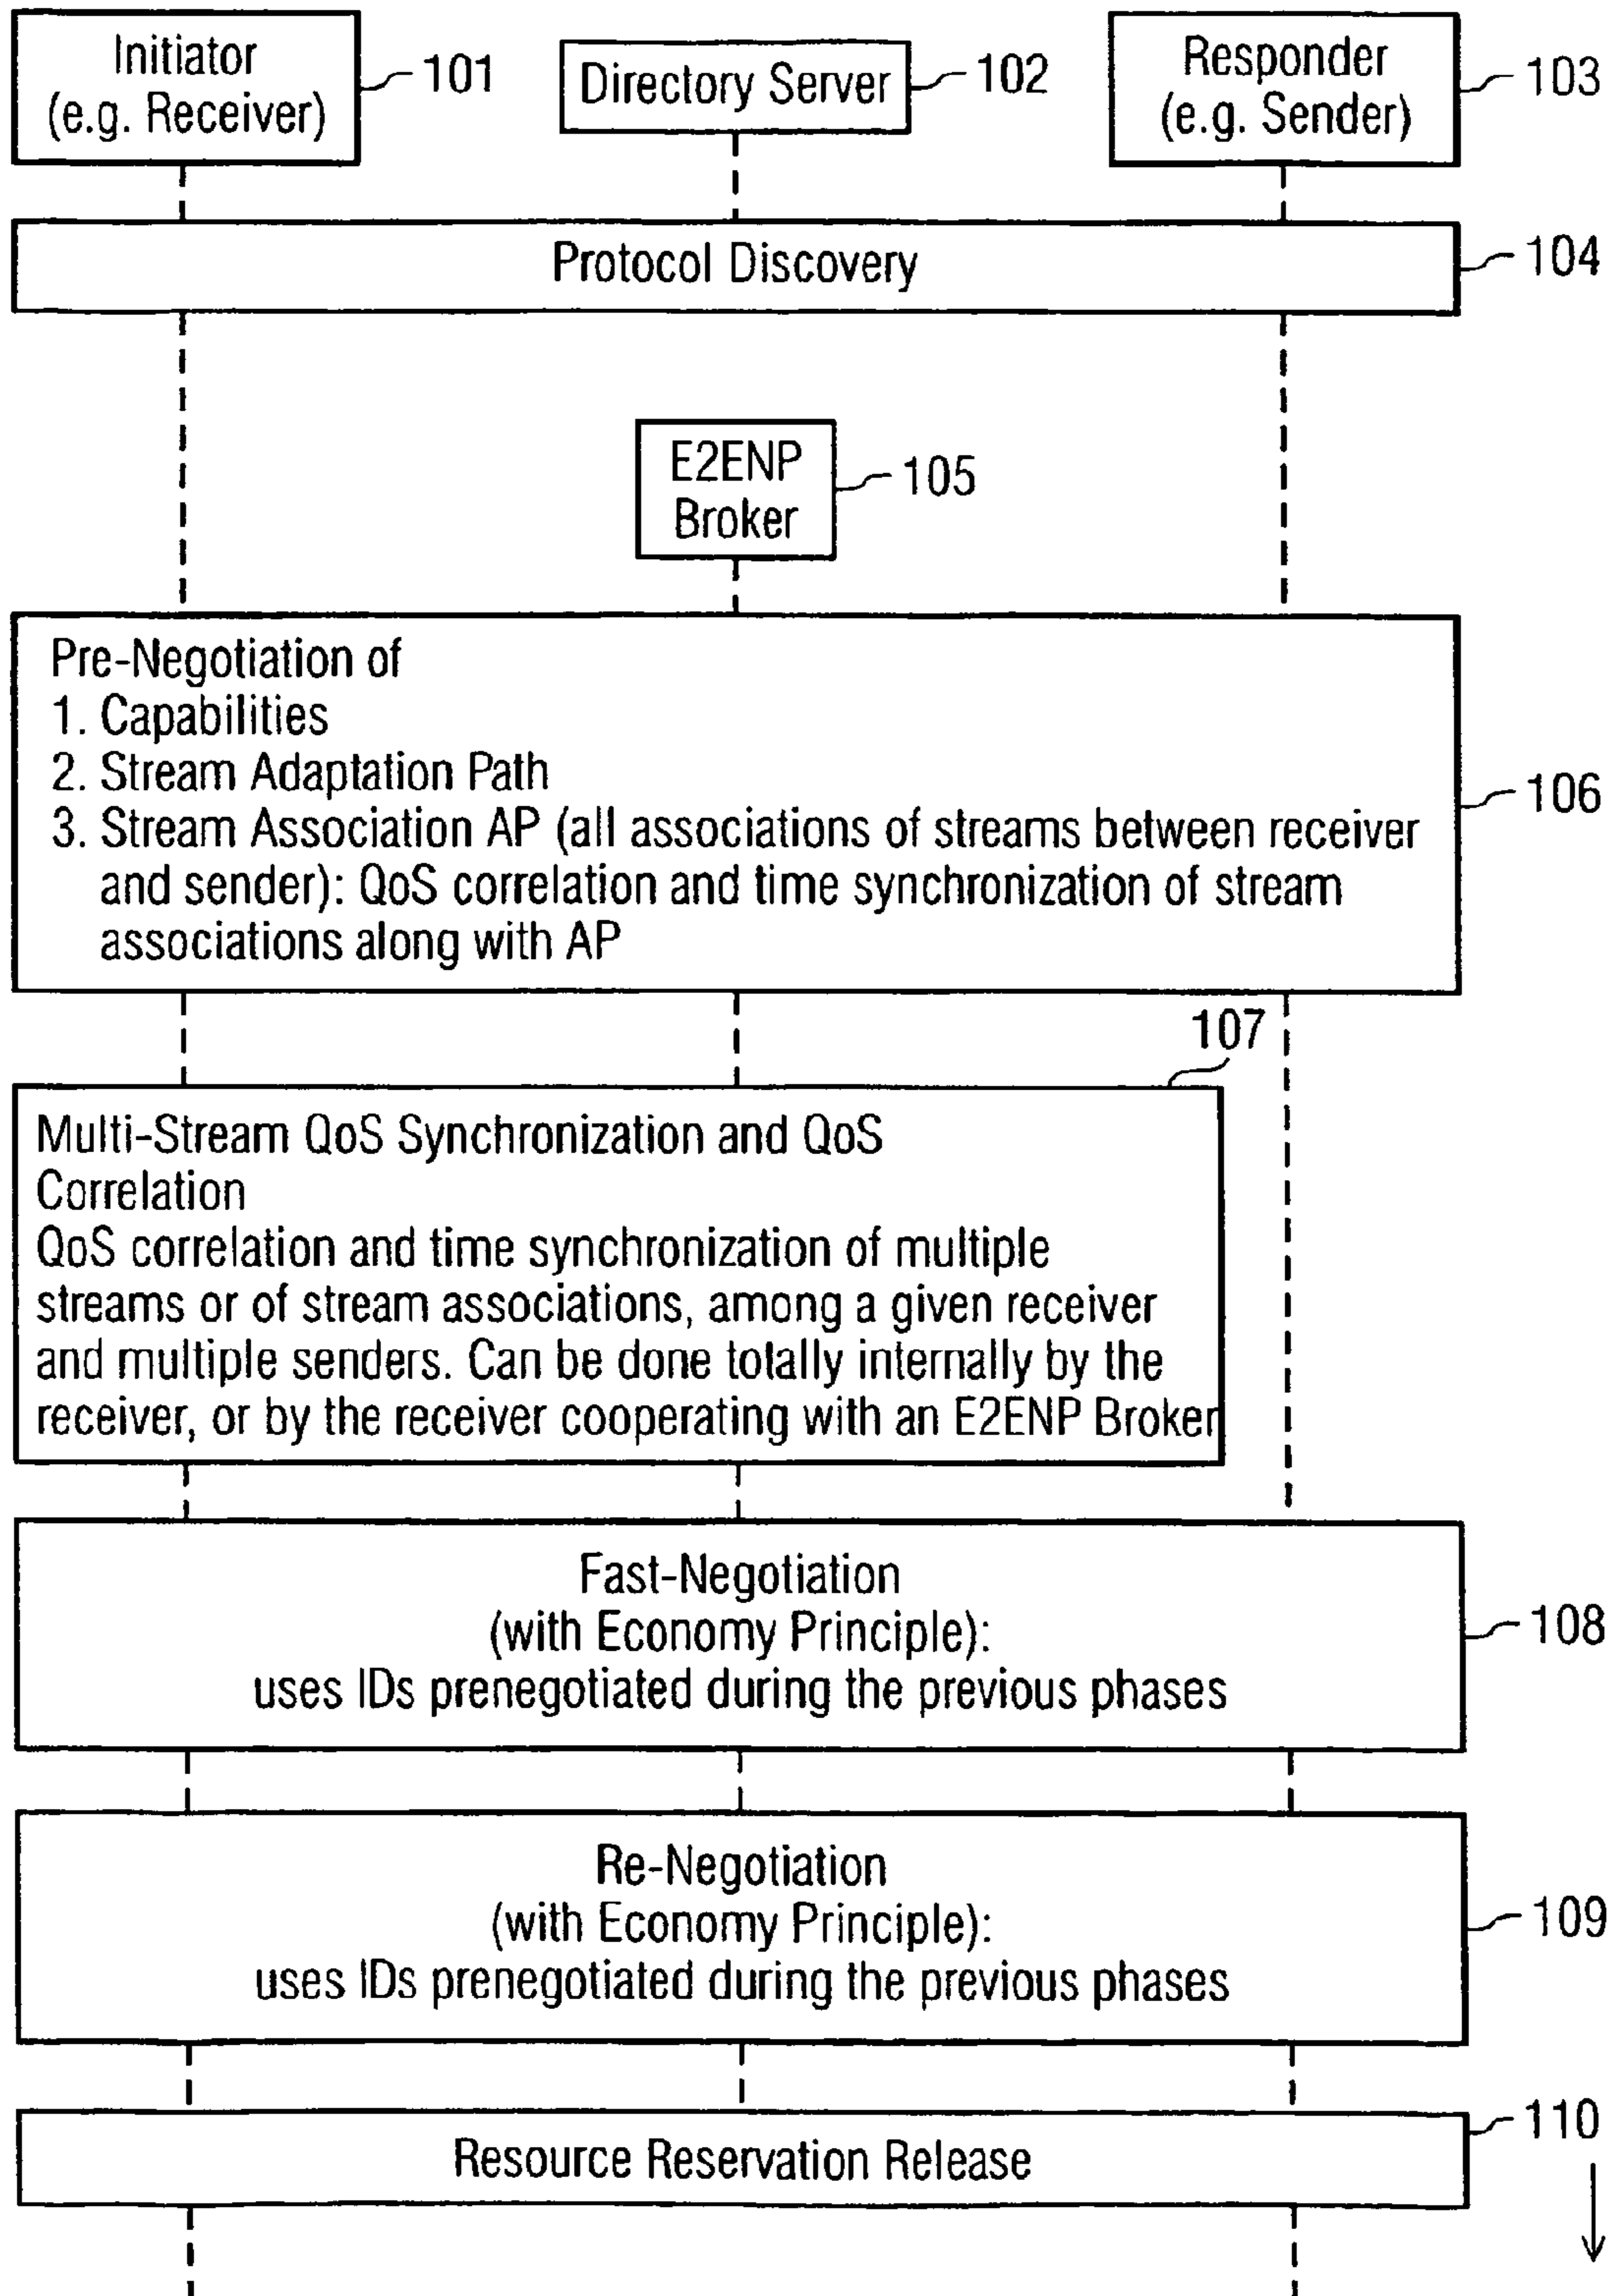 Initiator
(e.g. Receiver)
101
Directory Server
102
Responder
(e.g. Sender)
103
Protocol Discovery
104
E2ENP
Broker
105
Pre-Negotiation of
1. Capabilities
2. Stream Adaptation Path
3. Stream Association AP (all associations of streams between receiver
and sender): QoS correlation and time synchronization of stream
associations along with AP
106
107
Multi-Stream QoS Synchronization and QoS
Correlation
QoS correlation and time synchronization of multiple
streams or of stream associations, among a given receiver
and multiple senders. Can be done totally internally by the
receiver, or by the receiver cooperating with an E2ENP Broker
Fast-Negotiation
(with Economy Principle):
uses IDs prenegotiated during the previous phases
108
Re-Negotiation
(with Economy Principle):
uses IDs prenegotiated during the previous phases
109
Resource Reservation Release
110